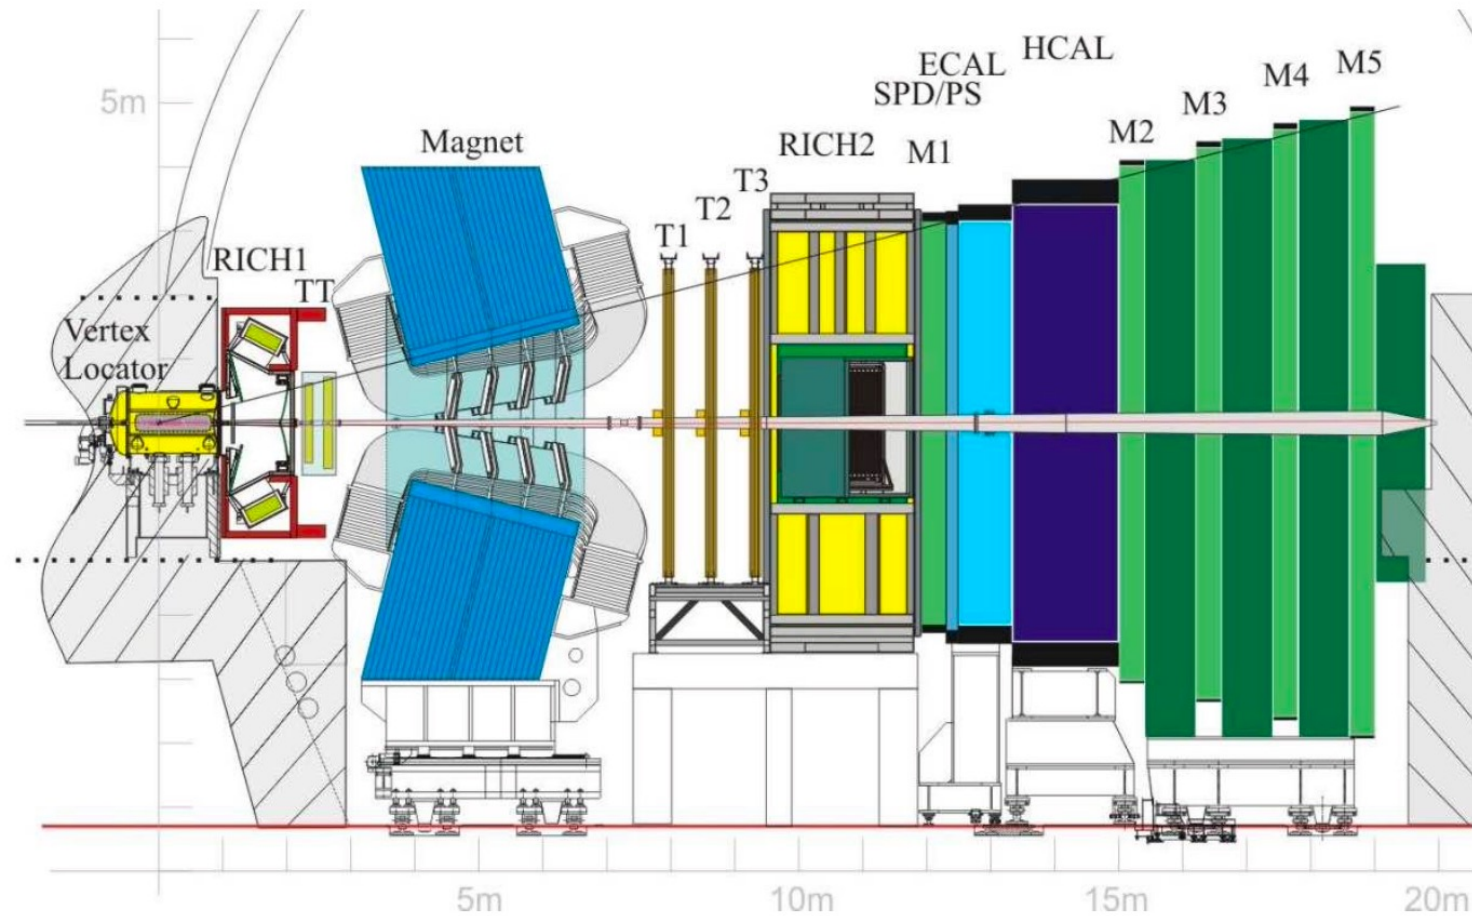 HCAL
ECAL
M5
M4
SPD/PS
5m
M3
M2
Magnet
RICH2
M1
T3
T2
T1
RICH1
TT
Vertex
Locator
5m
10m
15m
20m